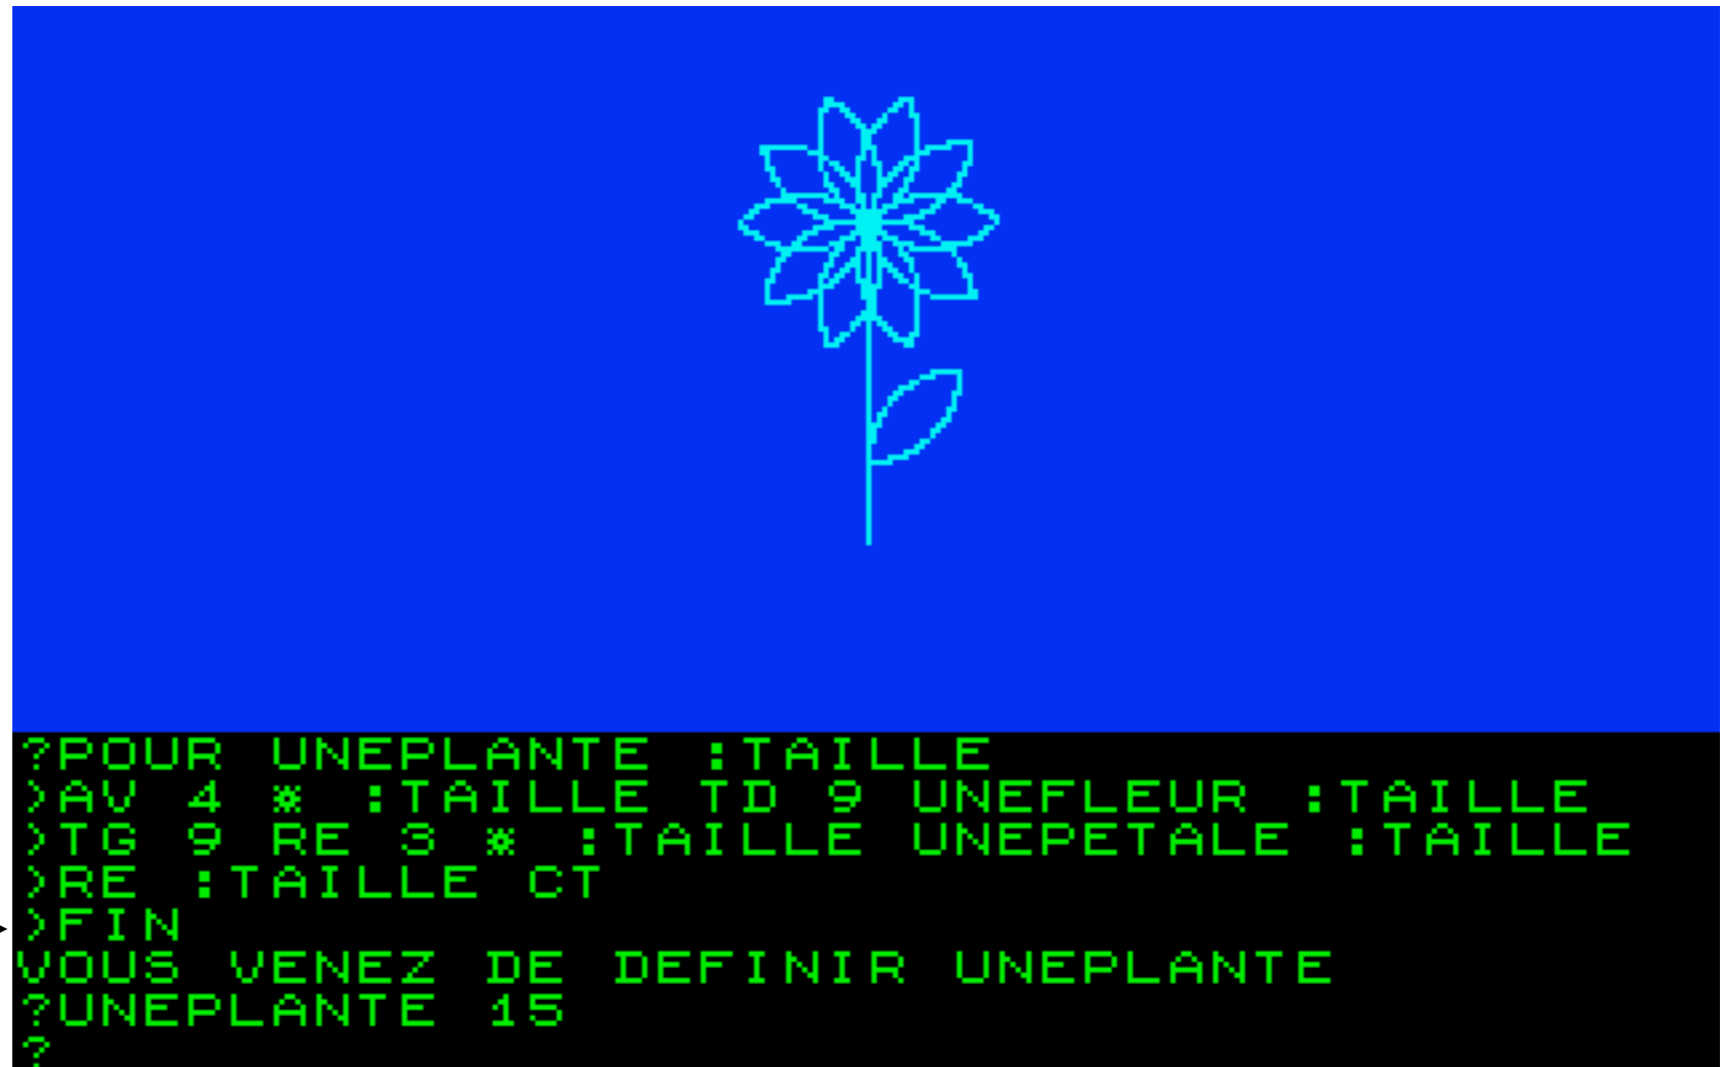 ?POUR UNEPLANTE :TAILLE
>AV 4 * :TAILLE TD 9 UNEFLEUR :TAILLE
>TG 9 RE 3 * :TAILLE UNEPETALE :TAILLE
>RE :TAILLE CT
>FIN
VOUS VENEZ DE DEFINIR UNEPLANTE
?UNEPLANTE 15
?